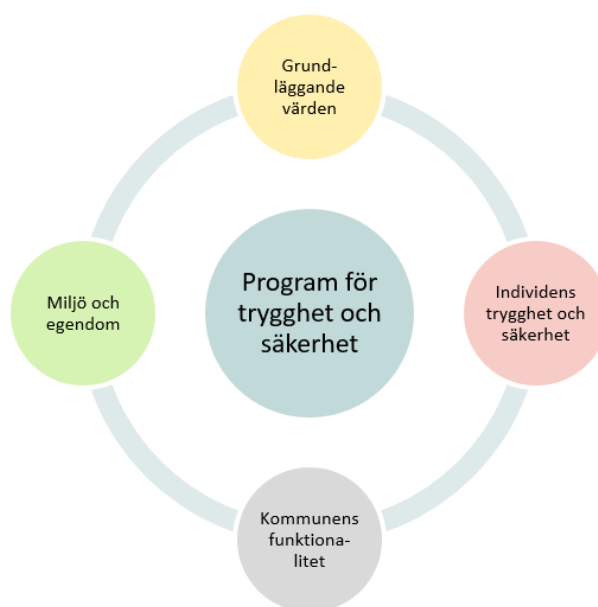 Grund-
läggande
värden
Miljö och
egendom
Program för
trygghet och
säkerhet
Individens
trygghet och
säkerhet
Kommunens
funktiona-
litet